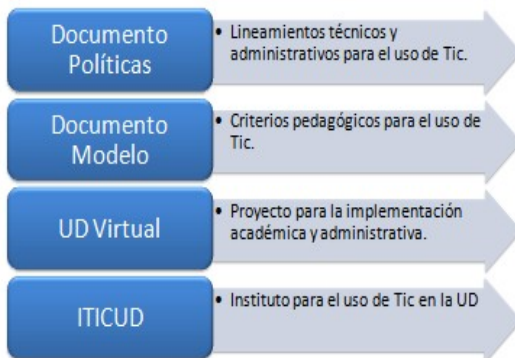 Documento
Políticas
• Lineamientos técnicos y
administrativos para el uso de Tic.
Documento
Modelo
• Criterios pedagógicos para el uso de
Tic.
UD Virtual
• Proyecto para la implementación
académica y administrativa.
ITICUD
• Instituto para el uso de Tic en la UD